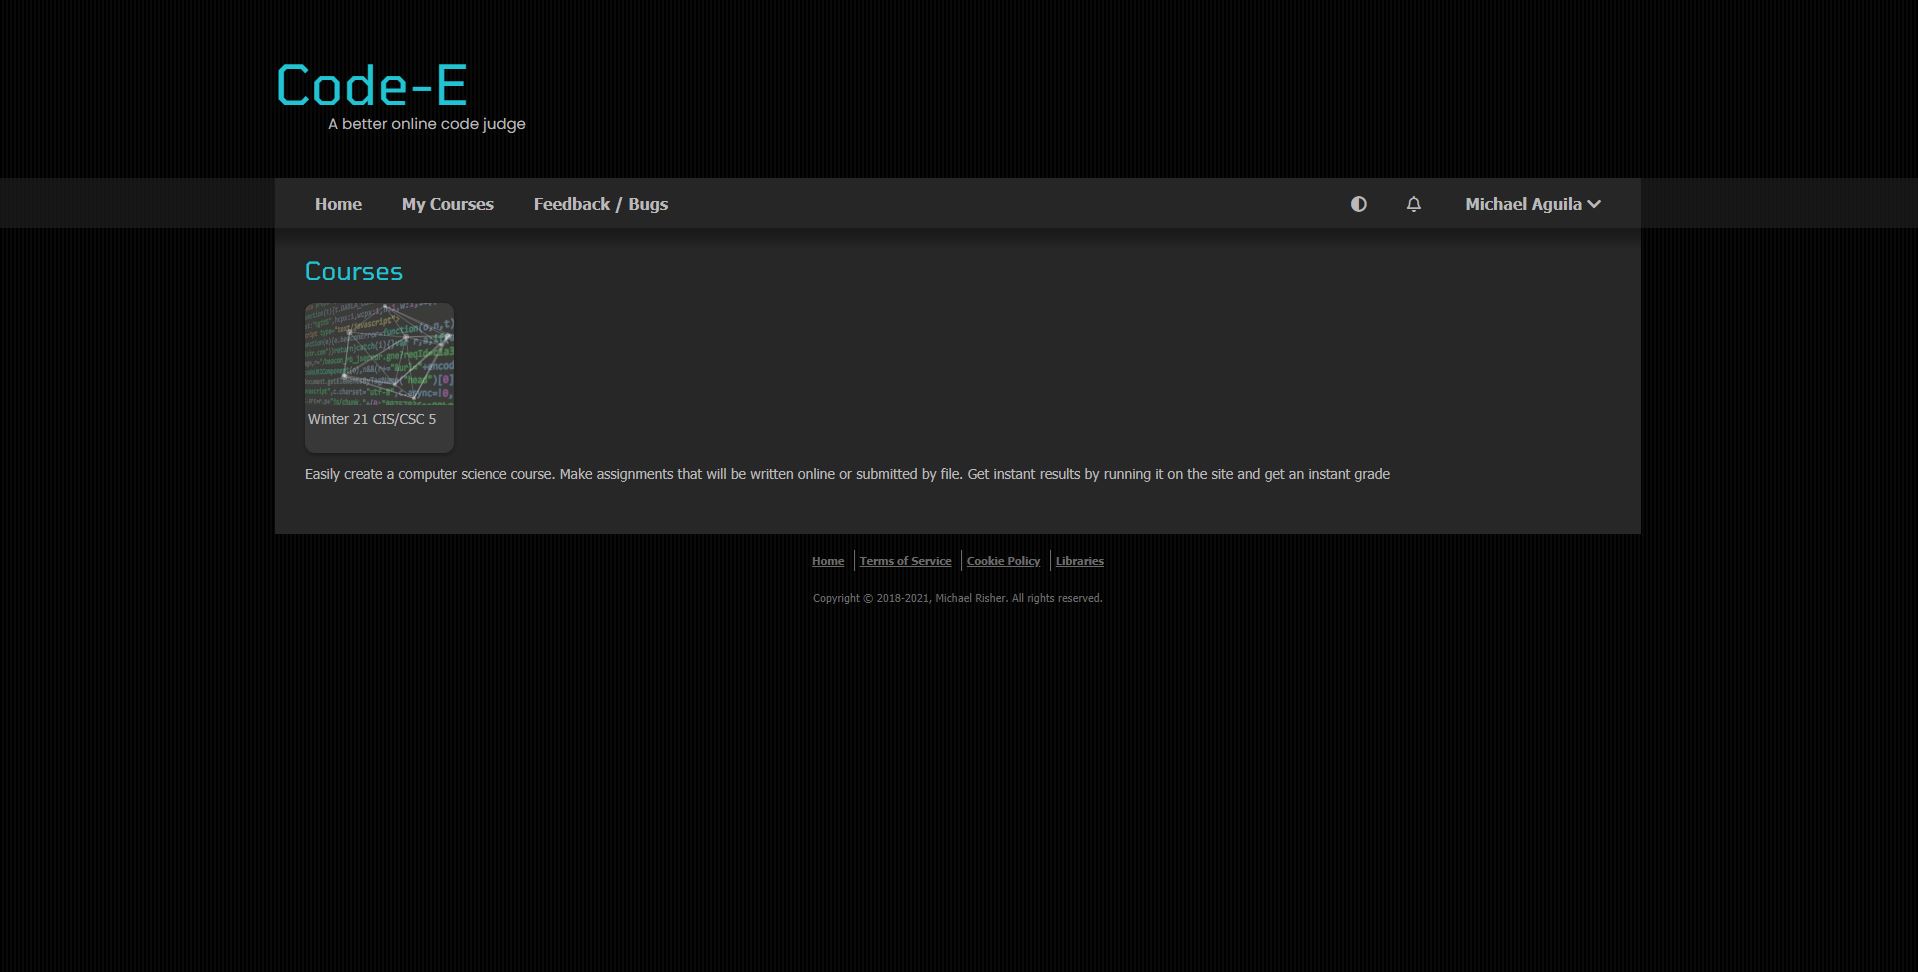 Code-E
A better online code judge
Home
My Courses
Feedback / Bugs
Michael Aguila
Courses
Winter 21 CIS/CSC 5
Easily create a computer science course. Make assignments that will be written online or submitted by file. Get instant results by running it on the site and get an instant grade
Home
Terms of Service
Cookie Policy
Libraries
Copyright © 2018-2021, Michael Risher. All rights reserved.